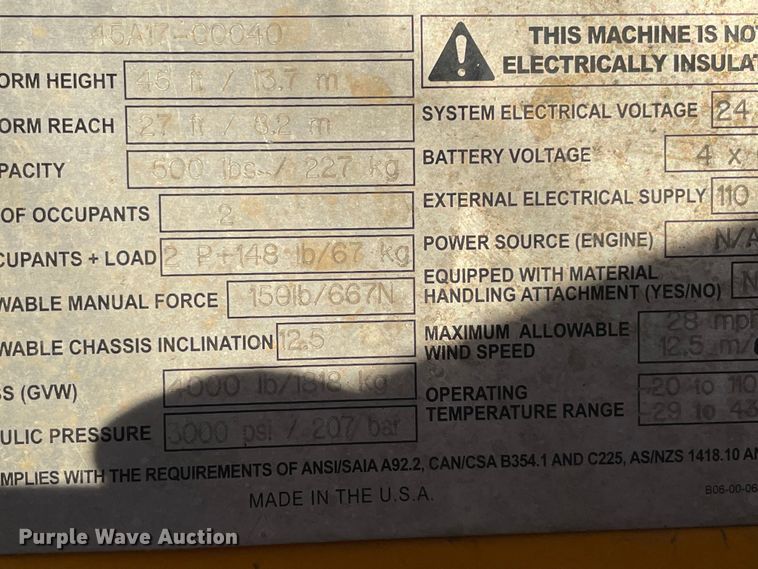 45A17-00040
ORM HEIGHT 45 ft / 13.7 m
ORM REACH 27 ft / 8.2 m
PACITY 500 lbs / 227 kg
OF OCCUPANTS 2
CUPANTS + LOAD 2 P+148 lb/67 kg
WABLE MANUAL FORCE 150lb/667N
WABLE CHASSIS INCLINATION 12.5
SS (GVW) 4000 lb/1818 kg
ULIC PRESSURE 3000 psi / 207 bar
THIS MACHINE IS NO
ELECTRICALLY INSULA
SYSTEM ELECTRICAL VOLTAGE 24
BATTERY VOLTAGE 4 x
EXTERNAL ELECTRICAL SUPPLY 110
POWER SOURCE (ENGINE) N/A
EQUIPPED WITH MATERIAL
HANDLING ATTACHMENT (YES/NO) N
MAXIMUM ALLOWABLE 28 mph
WIND SPEED 12.5 m/
OPERATING -20 to 110
TEMPERATURE RANGE -29 to 43
MPLIES WITH THE REQUIREMENTS OF ANSI/SAIA A92.2, CAN/CSA B354.1 AND C225, AS/NZS 1418.10 AN
MADE IN THE U.S.A.
B06-00-06
Purple Wave Auction